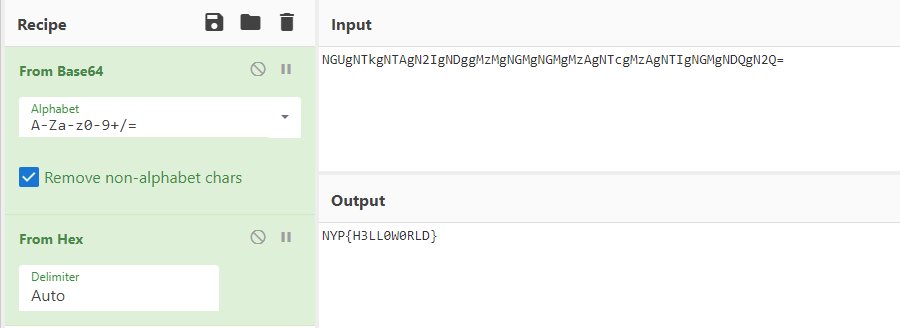 Recipe
From Base64
Alphabet
A-Za-z0-9+/=
Remove non-alphabet chars
From Hex
Delimiter
Auto
Input
NGUgNTkgNTAgN2IgNDggMzMgNGMgNGMgMzAgNTcgMzAgNTIgNGMgNDQgN2Q=
Output
NYP{H3LL0W0RLD}